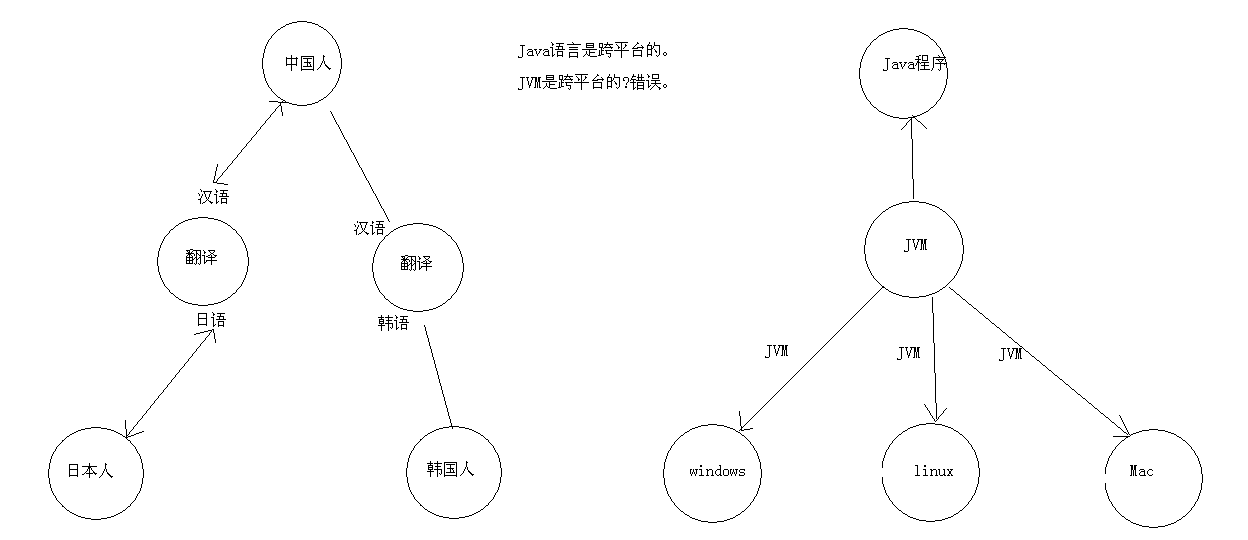 中国人
汉语
翻译
日语
日本人
汉语
翻译
韩语
韩国人
Java语言是跨平台的。
JVM是跨平台的?错误。
Java程序
JVM
JVM
JVM
JVM
windows
linux
Mac